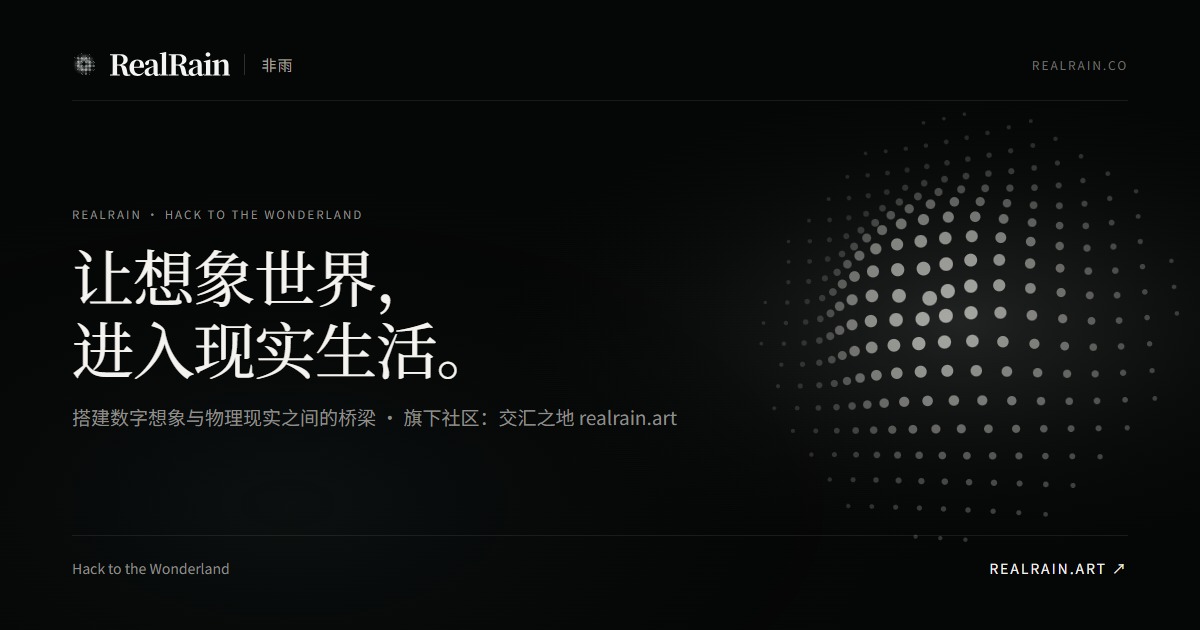 RealRain 非雨
REALRAIN.CO
REALRAIN • HACK TO THE WONDERLAND
让想象世界，
进入现实生活。
搭建数字想象与物理现实之间的桥梁 • 旗下社区：交汇之地 realrain.art
Hack to the Wonderland
REALRAIN.ART ↗